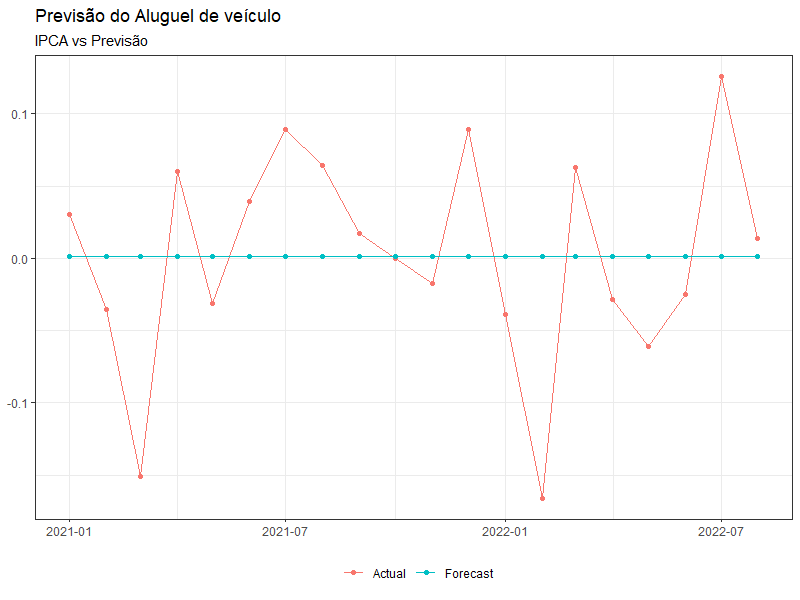 Previsão do Aluguel de veículo
IPCA vs Previsão
0.1
0.0
-0.1
2021-01 2021-07 2022-01 2022-07
Actual Forecast